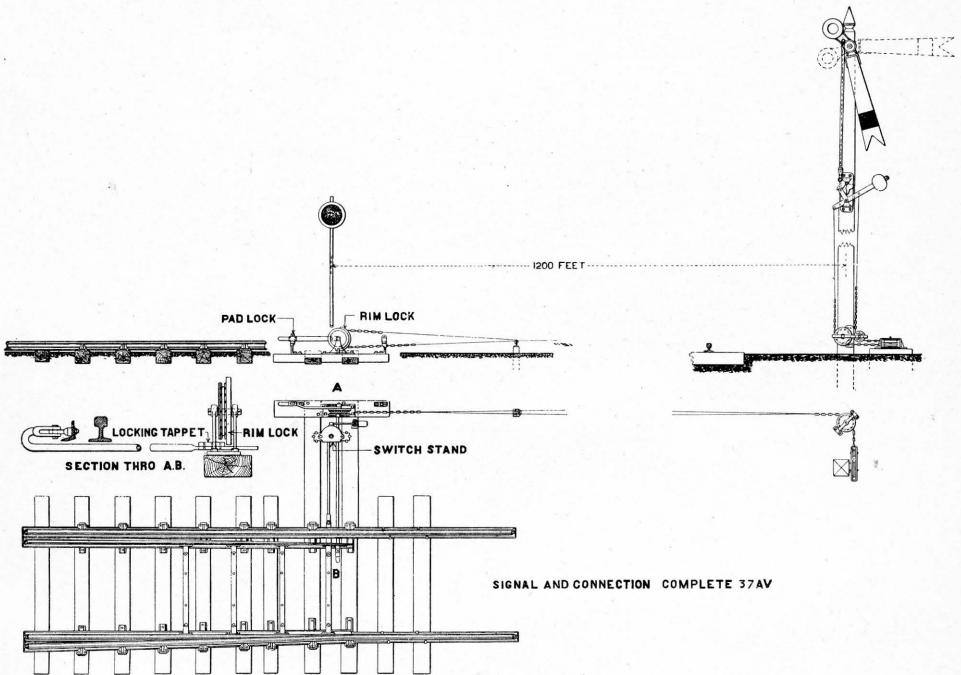 1200 FEET
PAD LOCK
RIM LOCK
A
LOCKING TAPPET
RIM LOCK
SWITCH STAND
SECTION THRO A.B.
B
SIGNAL AND CONNECTION COMPLETE 37AV